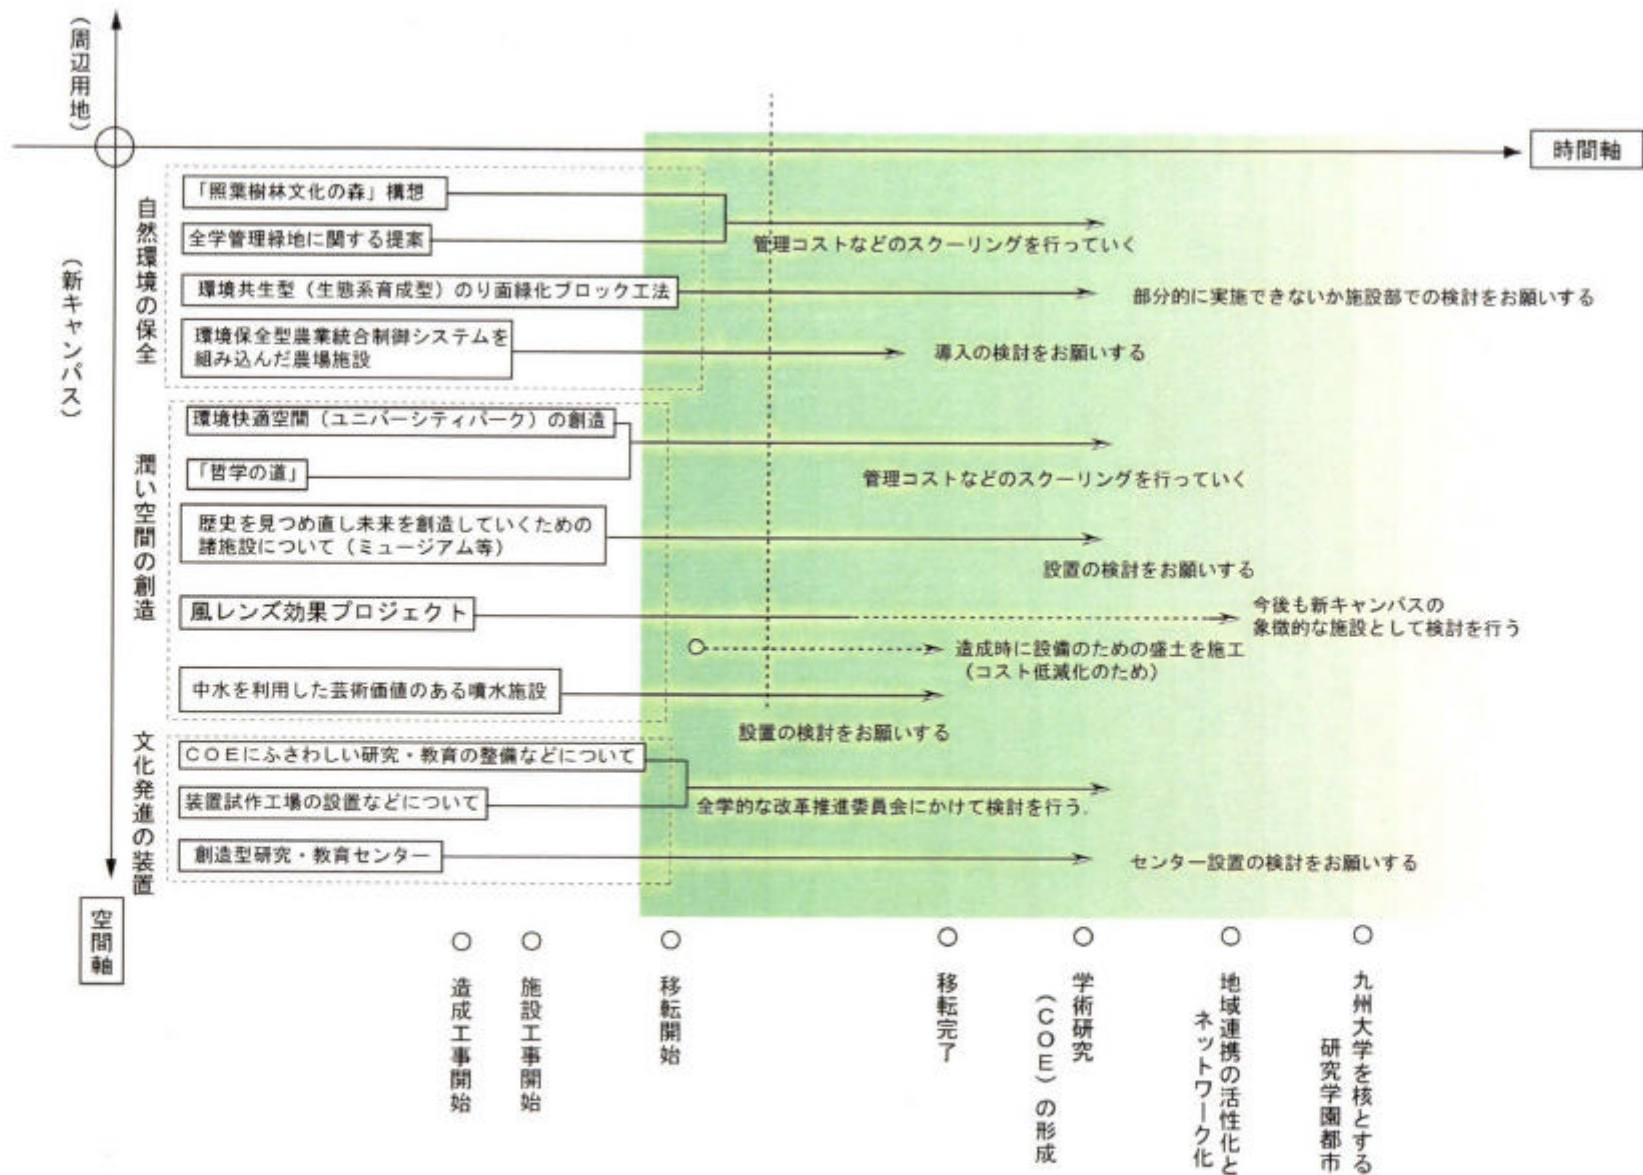 （周辺用地）
時間軸
（新キャンパス）
自然環境の保全
「照葉樹林文化の森」構想
全学管理緑地に関する提案
管理コストなどのスクーリングを行っていく
環境共生型（生態系育成型）のり面緑化ブロック工法
部分的に実施できないか施設部での検討をお願いする
環境保全型農業統合制御システムを
組み込んだ農場施設
導入の検討をお願いする
潤い空間の創造
環境快適空間（ユニバーシティパーク）の創造
「哲学の道」
管理コストなどのスクーリングを行っていく
歴史を見つめ直し未来を創造していくための
諸施設について（ミュージアム等）
設置の検討をお願いする
風レンズ効果プロジェクト
今後も新キャンパスの
象徴的な施設として検討を行う
造成時に設備のための盛土を施工
（コスト低減化のため）
中水を利用した芸術価値のある噴水施設
設置の検討をお願いする
文化発進の装置
ＣＯＥにふさわしい研究・教育の整備などについて
装置試作工場の設置などについて
全学的な改革推進委員会にかけて検討を行う.
創造型研究・教育センター
センター設置の検討をお願いする
空間軸
造成工事開始
施設工事開始
移転開始
移転完了
学術研究
（ＣＯＥ）の形成
地域連携の活性化と
ネットワーク化
九州大学を核とする
研究学園都市